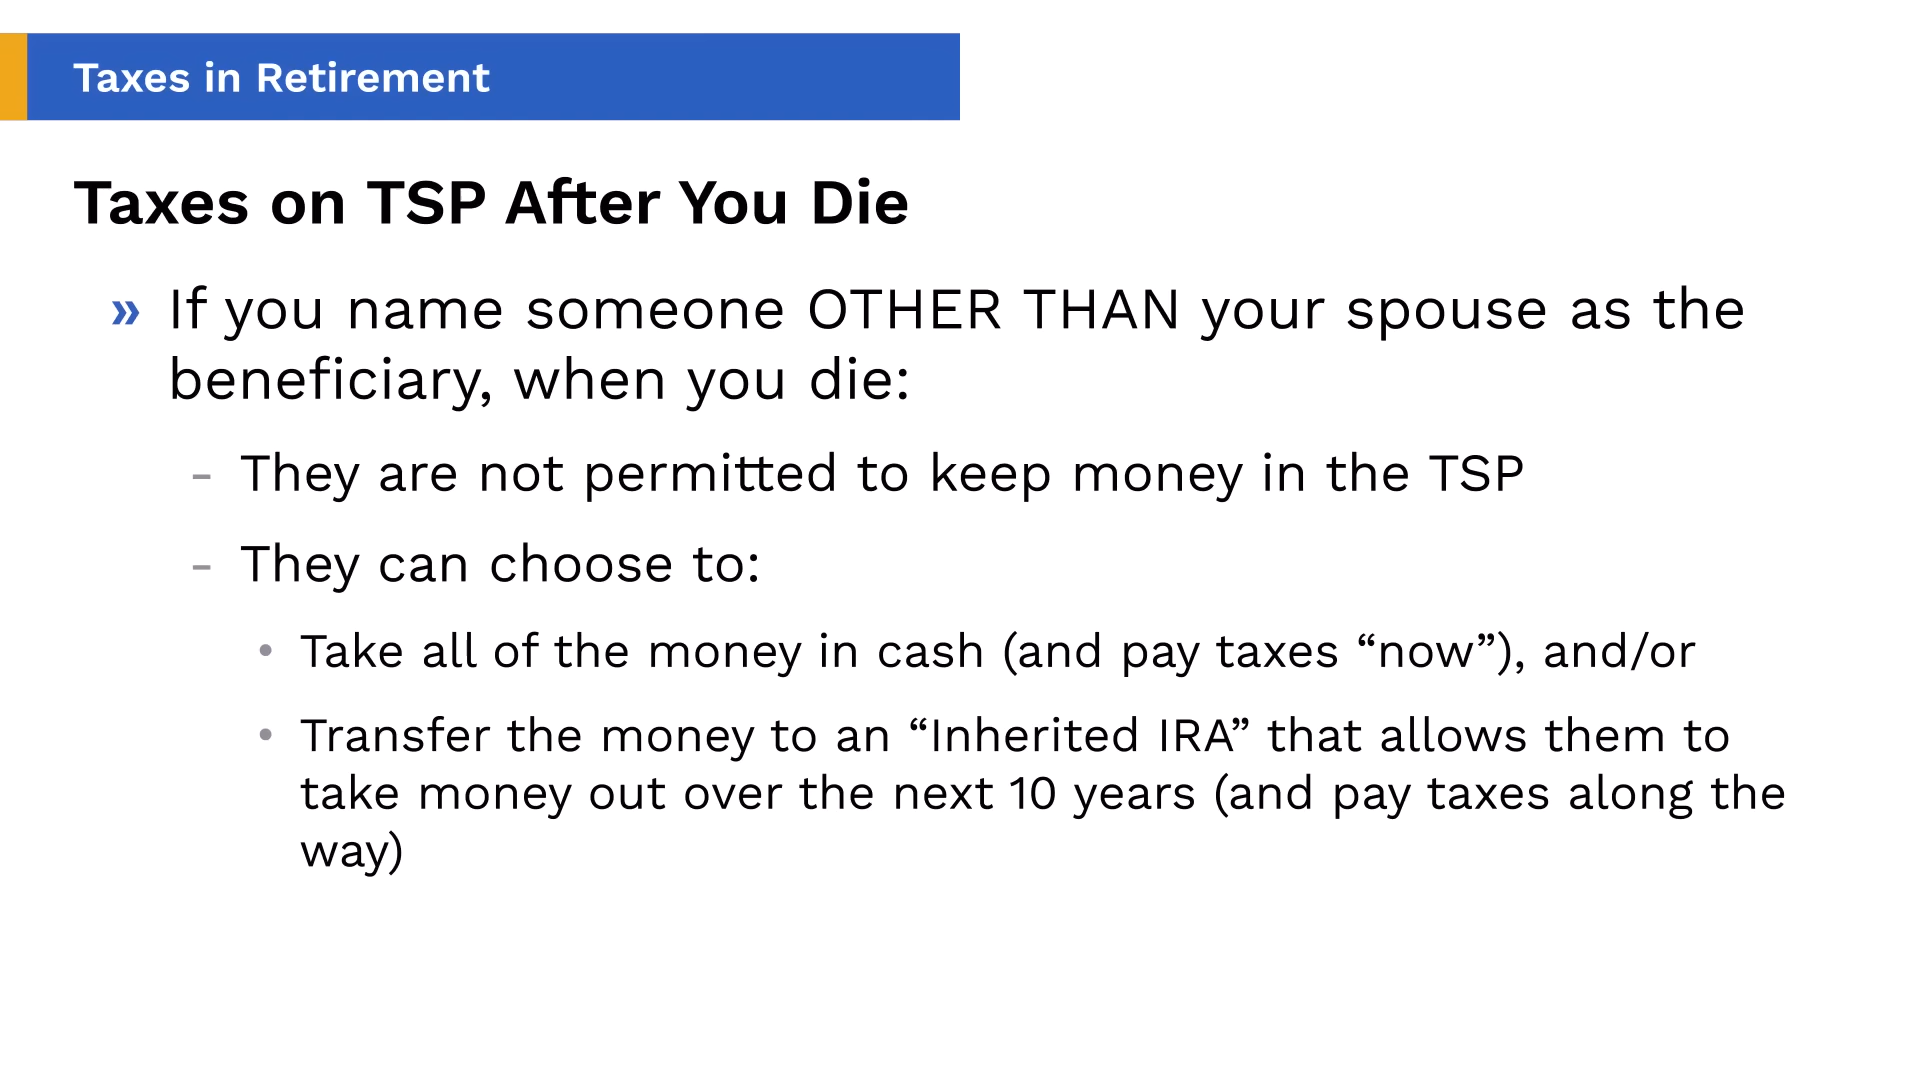 Taxes in Retirement
Taxes on TSP After You Die
» If you name someone OTHER THAN your spouse as the
beneficiary, when you die:
- They are not permitted to keep money in the TSP
- They can choose to:
• Take all of the money in cash (and pay taxes “now”), and/or
• Transfer the money to an “Inherited IRA” that allows them to
take money out over the next 10 years (and pay taxes along the
way)